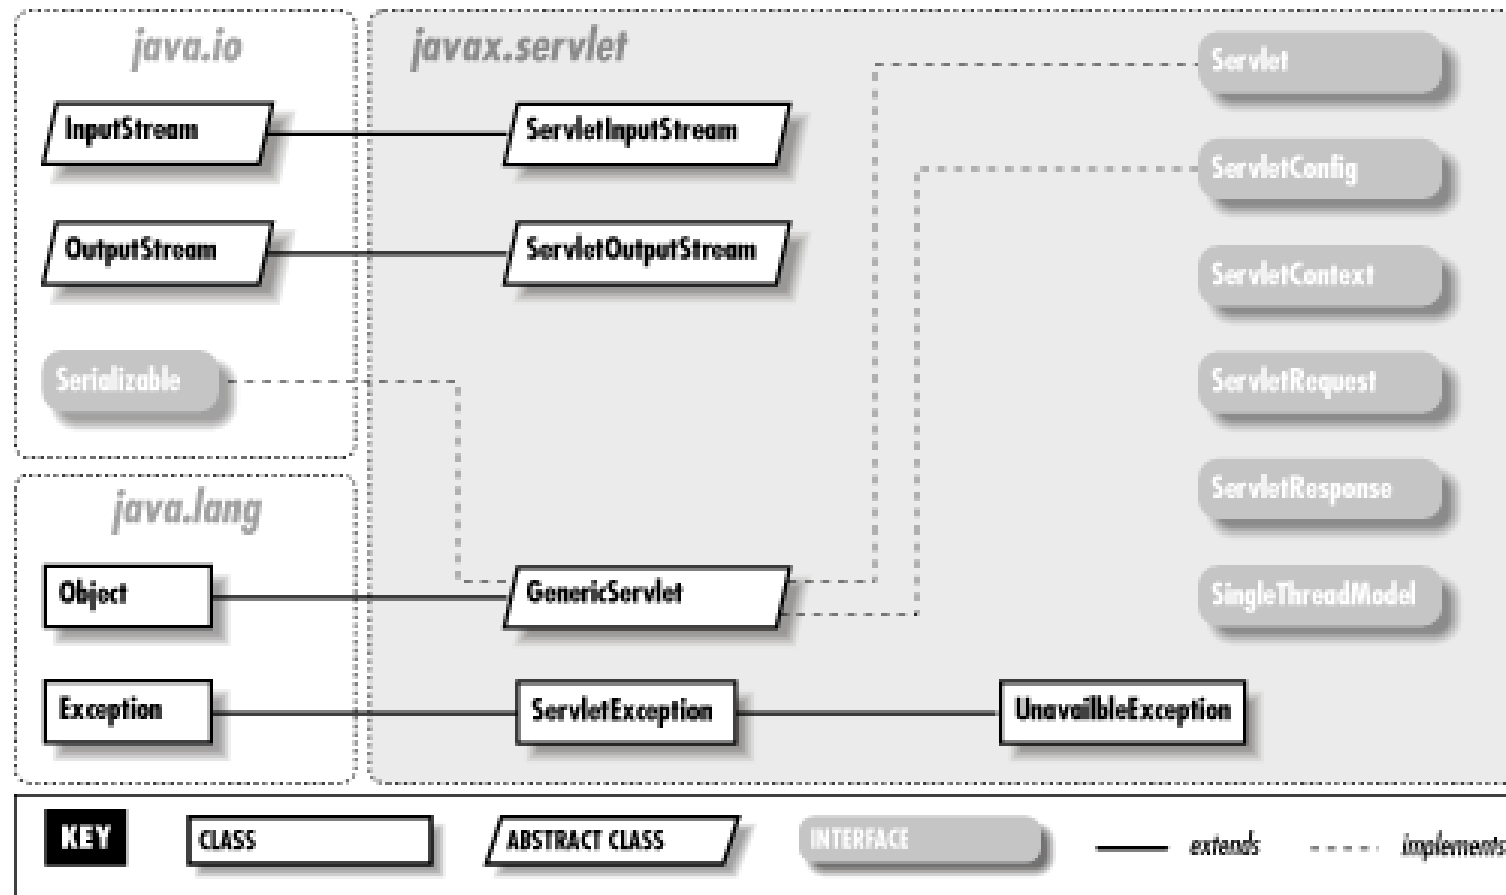 java.io
javax.servlet
Servlet
InputStream
ServletInputStream
ServletConfig
OutputStream
ServletOutputStream
ServletContext
Serializable
ServletRequest
java.lang
ServletResponse
Object
GenericServlet
SingleThreadModel
Exception
ServletException
UnavailbleException
KEY
CLASS
ABSTRACT CLASS
INTERFACE
extends
implements